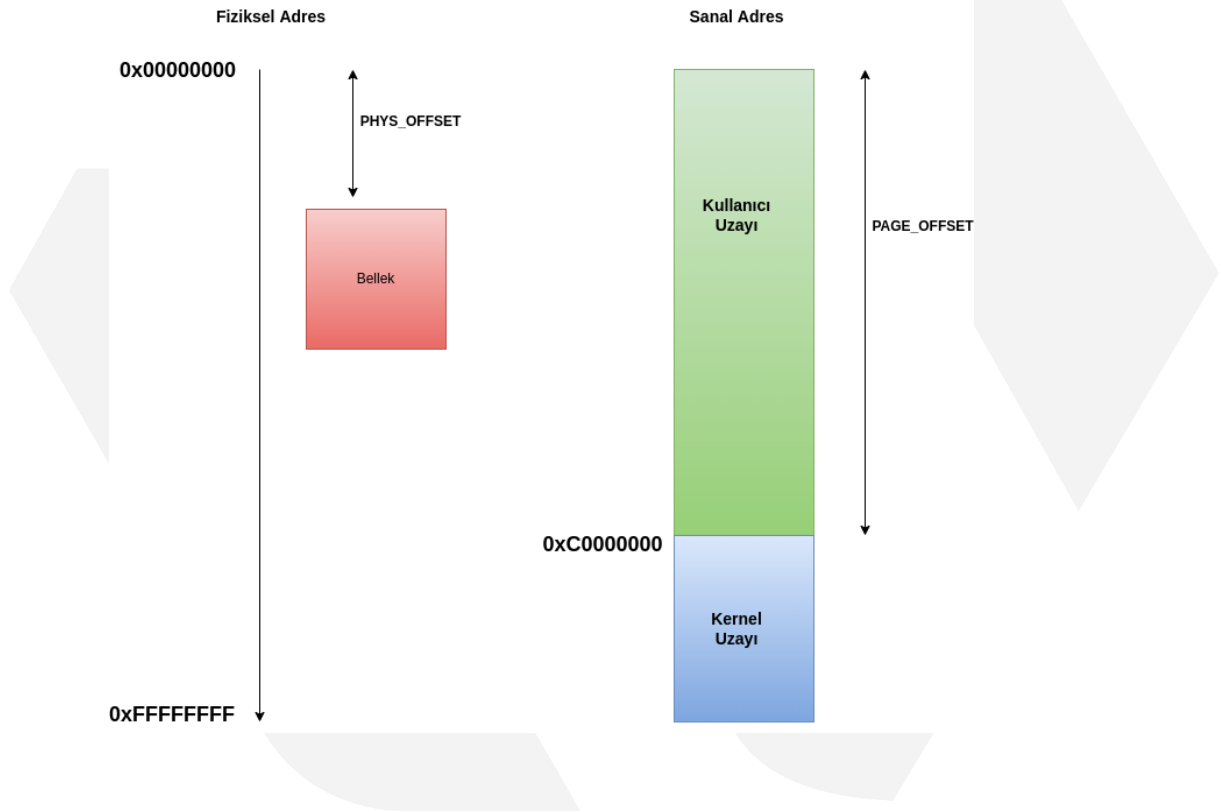 Fiziksel Adres
Sanal Adres
0x00000000
PHYS_OFFSET
Kullanıcı
Uzayı
PAGE_OFFSET
Bellek
0xC0000000
Kernel
Uzayı
0xFFFFFFFF